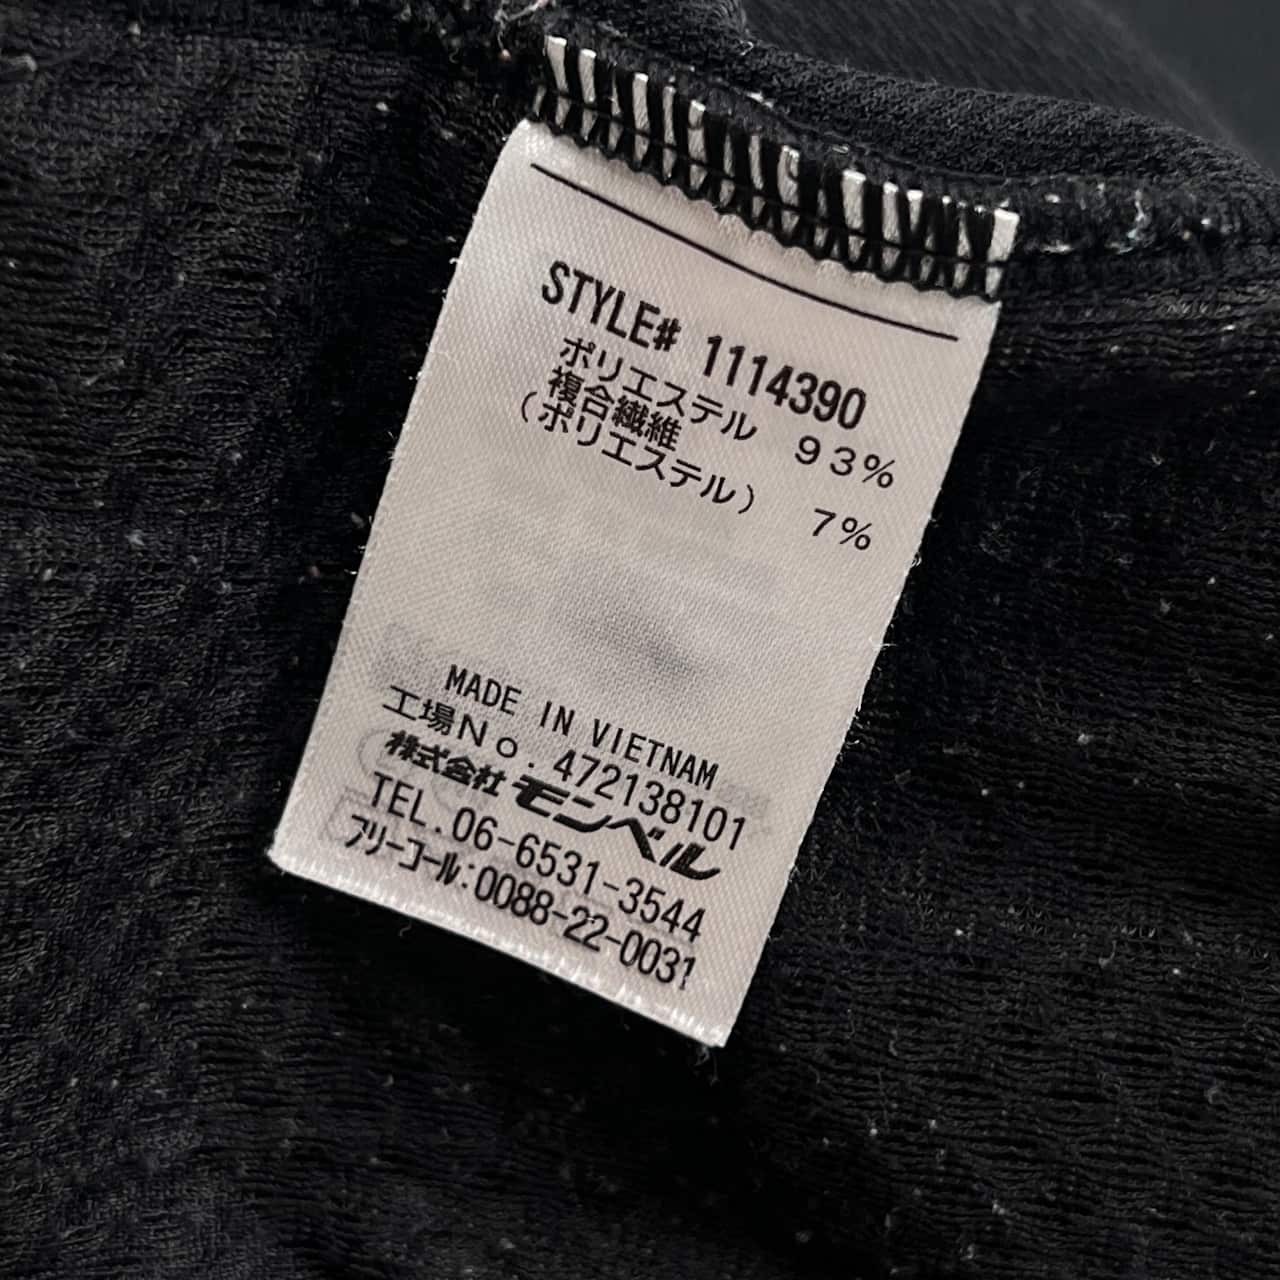 STYLE# 1114390
ポリエステル 93%
複合繊維
(ポリエステル) 7%
MADE IN VIETNAM
工場No. 472138101
株式会社 モンベル
TEL. 06-6531-3544
フリーコール:0088-22-0031